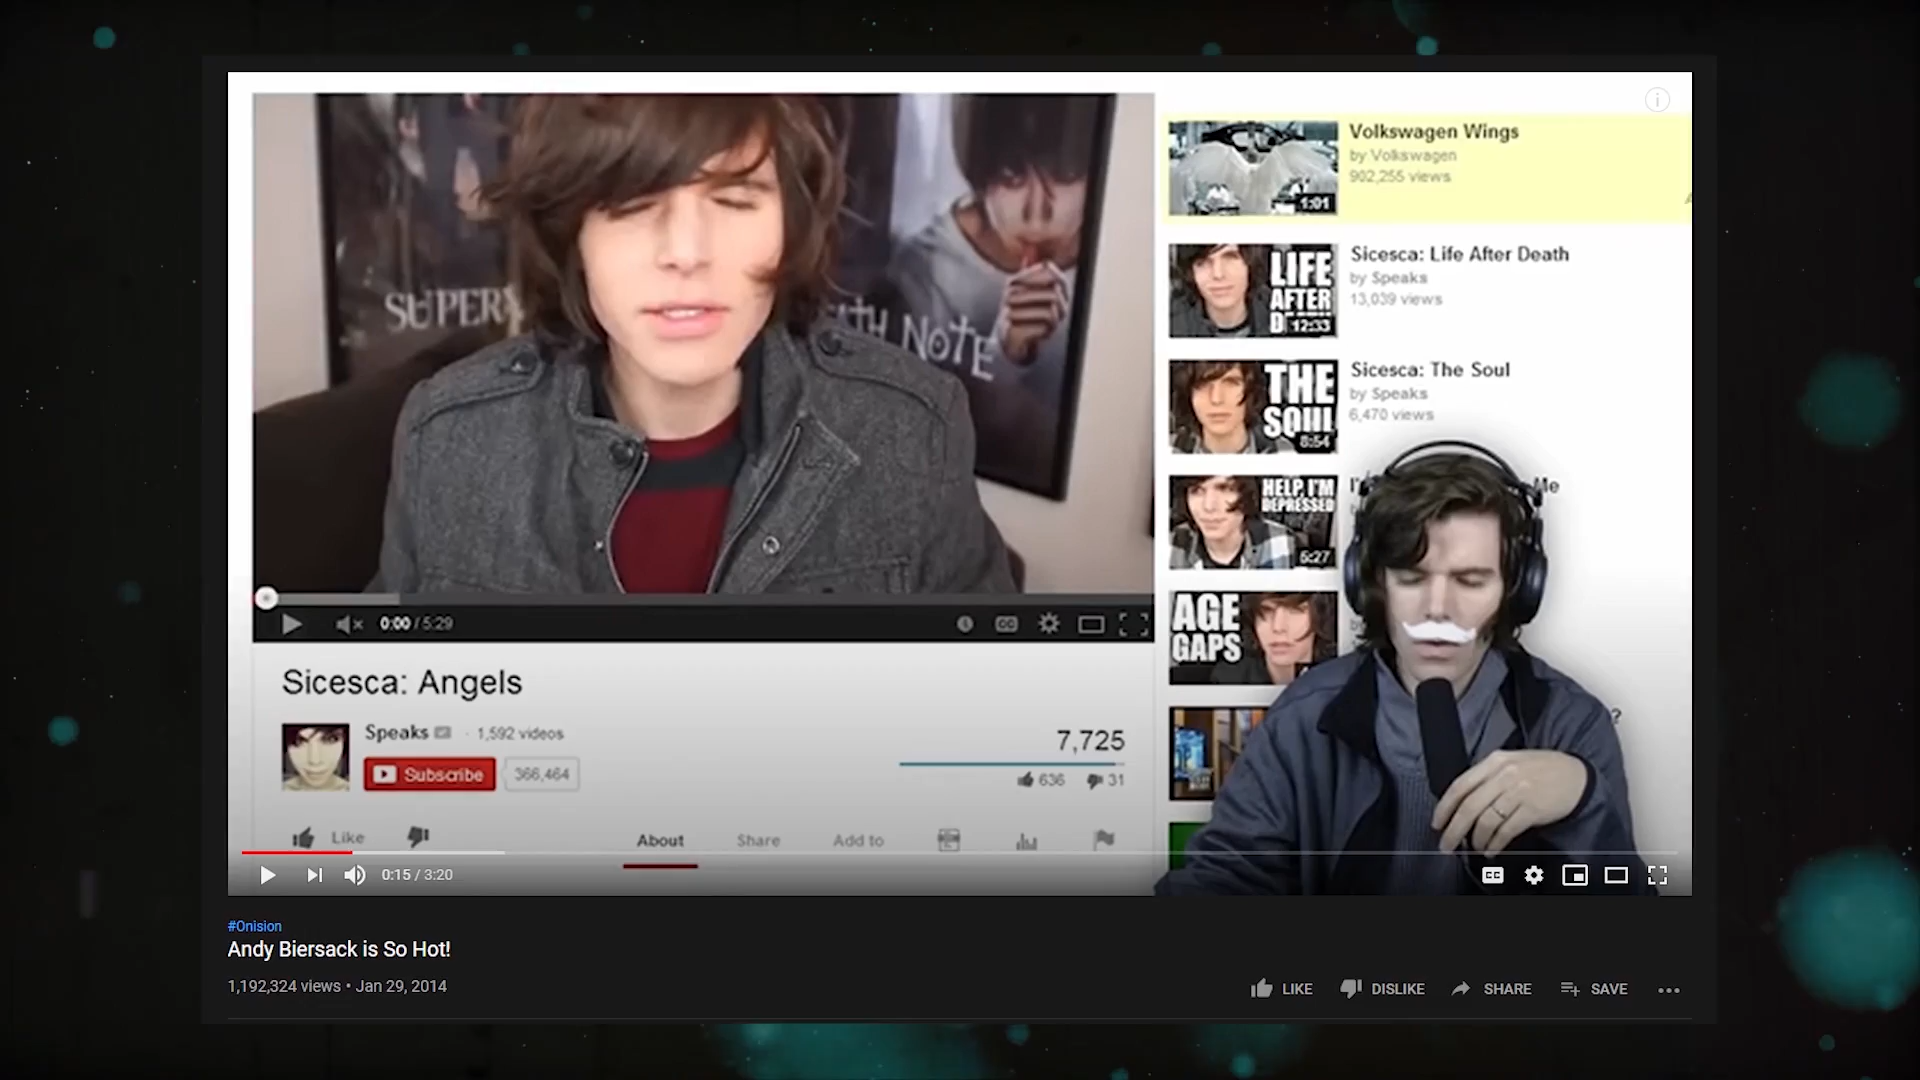 SUPERN
DEATH NOTE
Volkswagen Wings
by Volkswagen
902,255 views
1:01
LIFE
AFTER
D
12:33
Sicesca: Life After Death
by Speaks
13,039 views
THE
SOUL
8:54
Sicesca: The Soul
by Speaks
6,470 views
HELP, I'M
DEPRESSED
5:27
Me
AGE
GAPS
?
0:00 / 5:29
Sicesca: Angels
Speaks · 1,592 videos
Subscribe 366,464
7,725
636 31
Like About Share Add to
0:15 / 3:20
CC
#Onision
Andy Biersack is So Hot!
1,192,324 views • Jan 29, 2014
LIKE DISLIKE SHARE SAVE